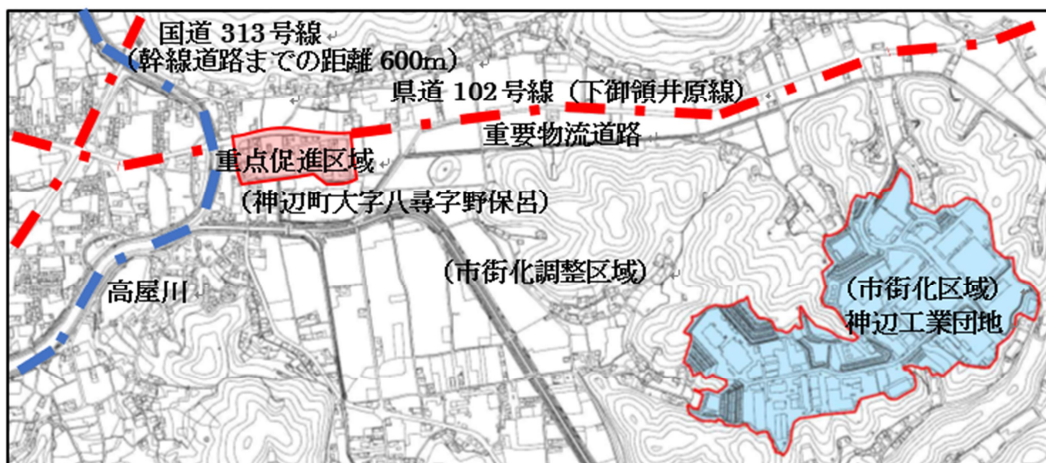 国道 313号線
（幹線道路までの距離 600m）
県道 102号線（下御領井原線）
重要物流道路
重点促進区域
（神辺町大字八尋字野保呂）
（市街化調整区域）
高屋川
（市街化区域）
神辺工業団地